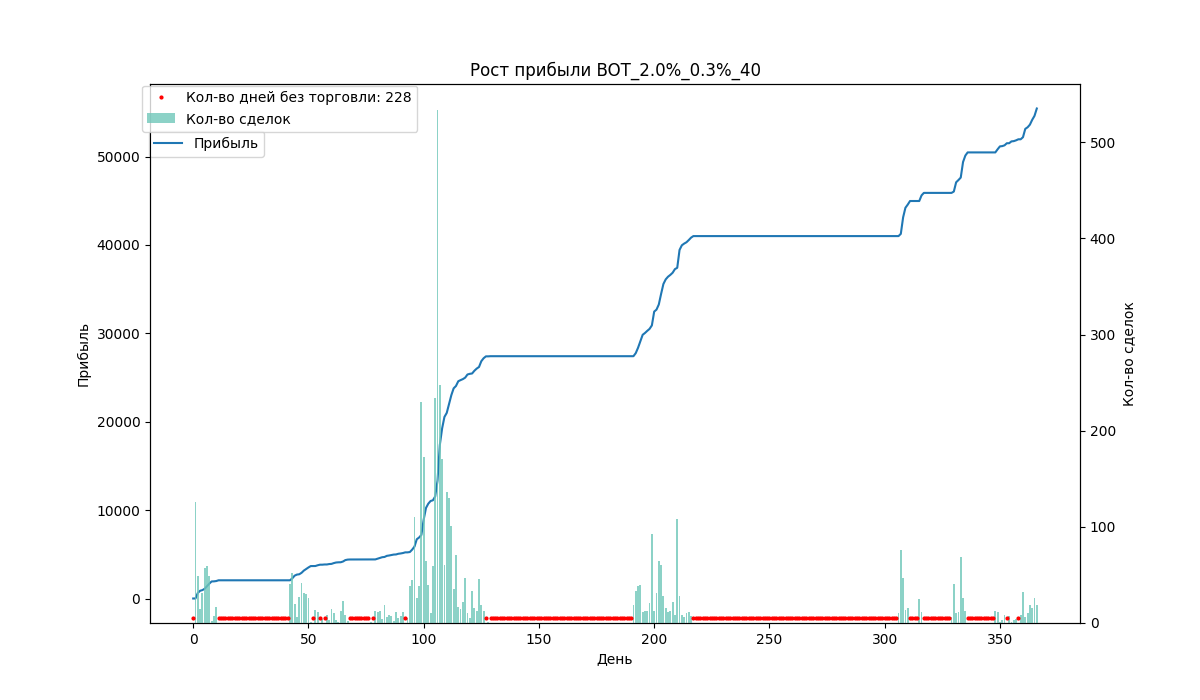 Рост прибыли BOT_2.0%_0.3%_40
Кол-во дней без торговли: 228
Кол-во сделок
Прибыль
50000
40000
30000
20000
10000
0
Прибыль
500
400
300
200
100
0
Кол-во сделок
0 50 100 150 200 250 300 350
День